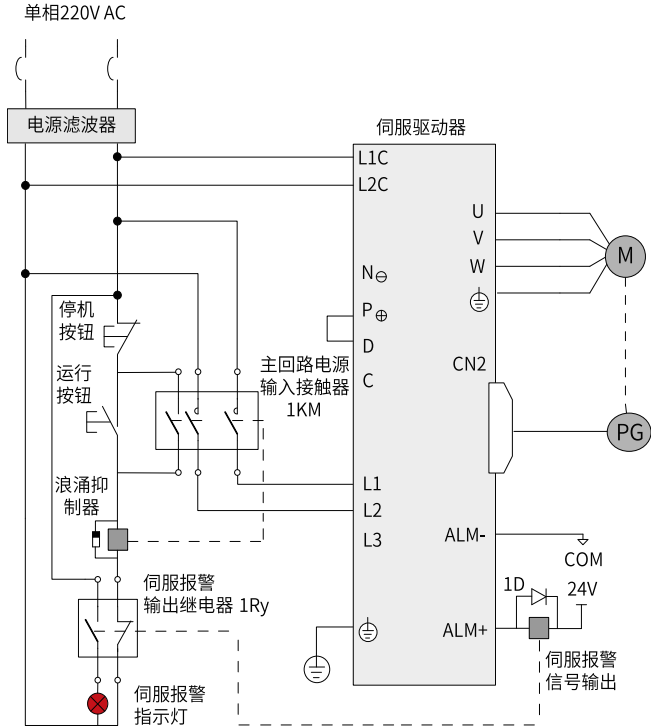 单相220V AC
电源滤波器
伺服驱动器
L1C
L2C
U
V
W
N⊖
P⊕
D
C
CN2
M
PG
停机
按钮
运行
按钮
主回路电源
输入接触器
1KM
浪涌抑
制器
L1
L2
L3
ALM-
COM
1D
24V
ALM+
伺服报警
输出继电器 1Ry
伺服报警
信号输出
伺服报警
指示灯